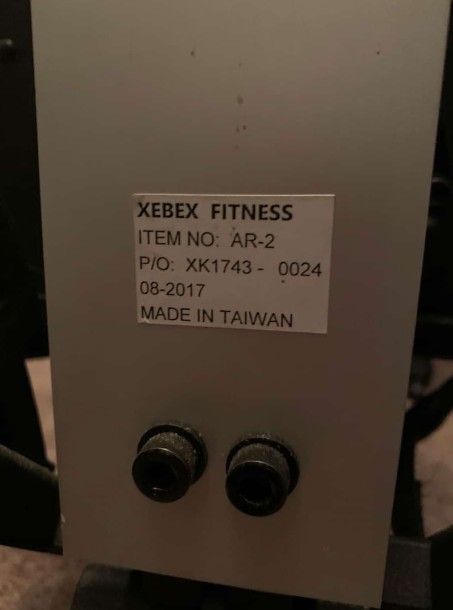 XEBEX FITNESS
ITEM NO: AR-2
P/O: XK1743 - 0024
08-2017
MADE IN TAIWAN